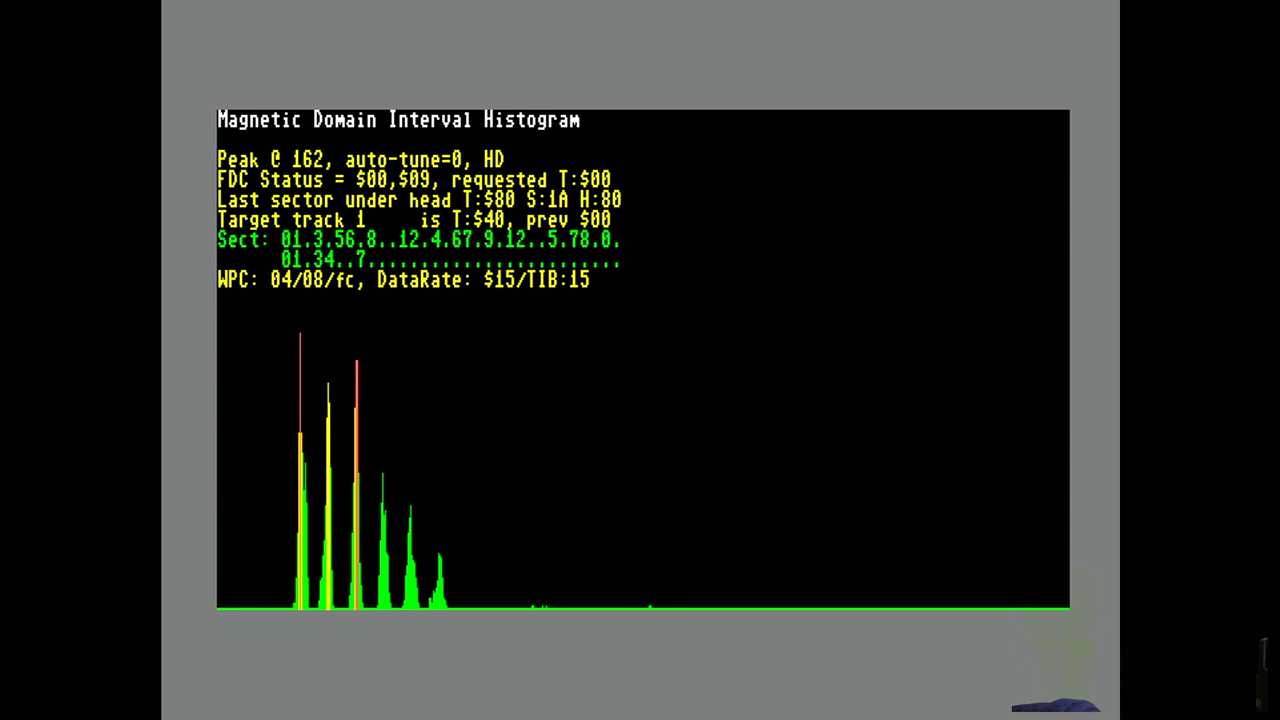 Magnetic Domain Interval Histogram
Peak @ 162, auto-tune=0, HD
FDC Status = $00,$09, requested T:$00
Last sector under head T:$80 S:1A H:80
Target track 1     is T:$40, prev $00
Sect: 01.3.56.8..12.4.67.9.12..5.78.0.
01.34..7........................
WPC: 04/08/fc, DataRate: $15/TIB:15